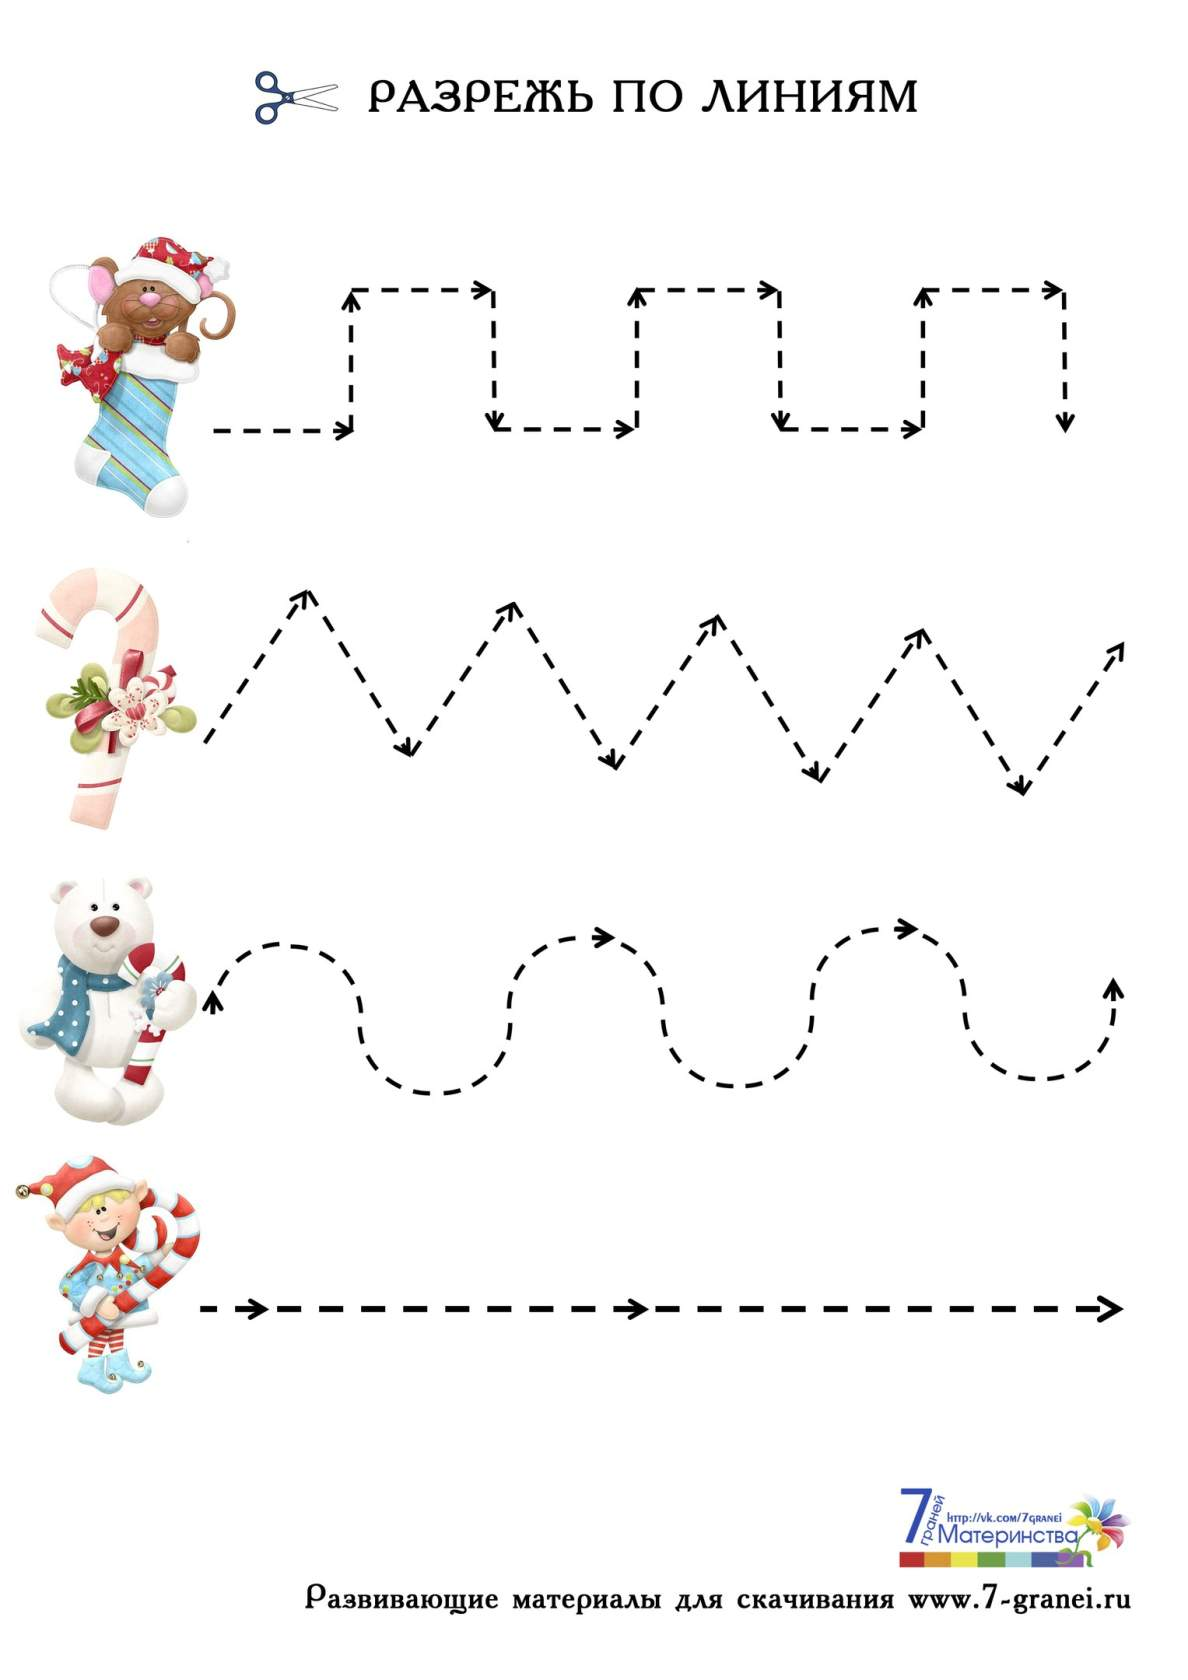 РАЗРЕЖЬ ПО ЛИНИЯМ
7 граней
http://vk.com/7granei
Материнства
Развивающие материалы для скачивания www.7-granei.ru